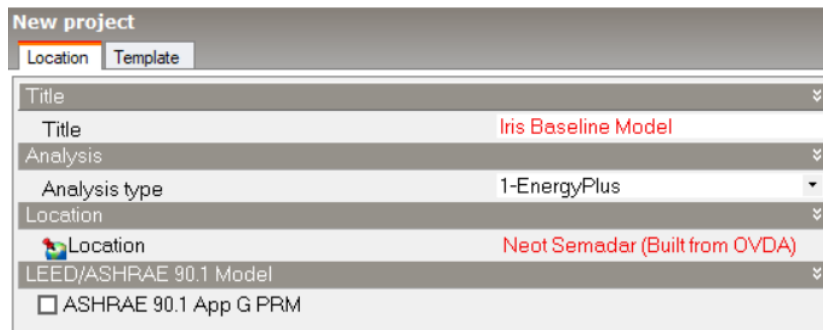 New project
Location Template
Title
Title Iris Baseline Model
Analysis
Analysis type 1-EnergyPlus
Location
Location Neot Semadar (Built from OVDA)
LEED/ASHRAE 90.1 Model
ASHRAE 90.1 App G PRM